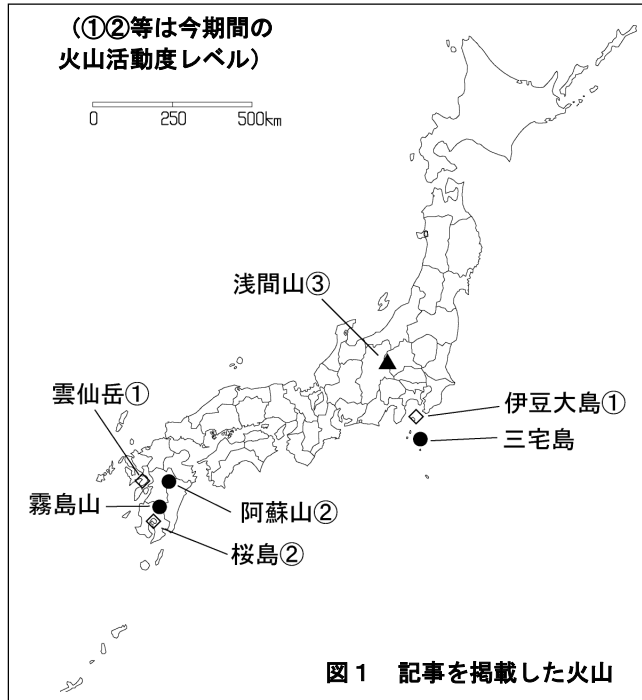 （①②等は今期間の
火山活動度レベル）
0 250 500km
浅間山③
雲仙岳①
伊豆大島①
三宅島
霧島山
阿蘇山②
桜島②
図１ 記事を掲載した火山